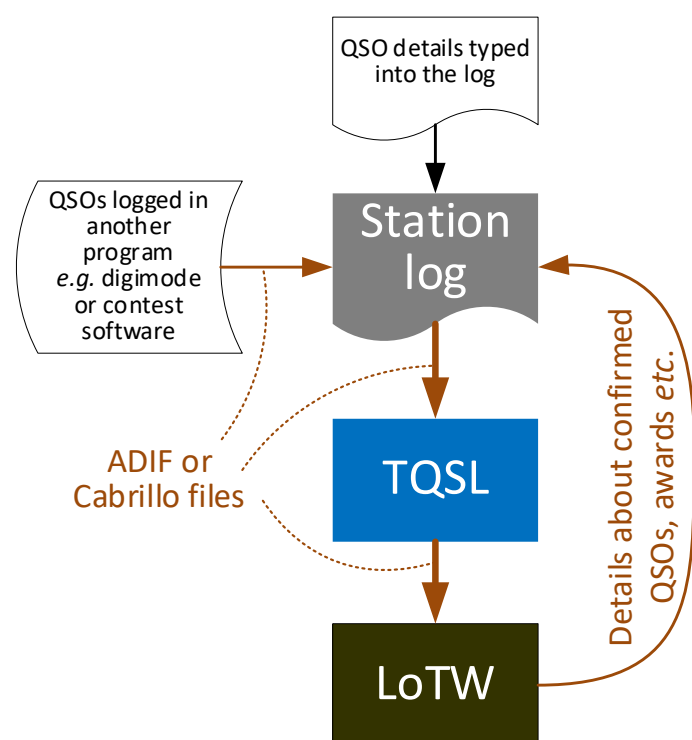 QSO details typed
into the log
QSOs logged in
another
program
e.g. digimode
or contest
software
Station
log
ADIF or
Cabrillo files
TQSL
LoTW
Details about confirmed
QSOs, awards etc.